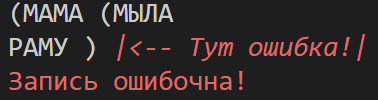 (МАМА (МЫЛА
РАМУ ) |<-- Тут ошибка!|
Запись ошибочна!